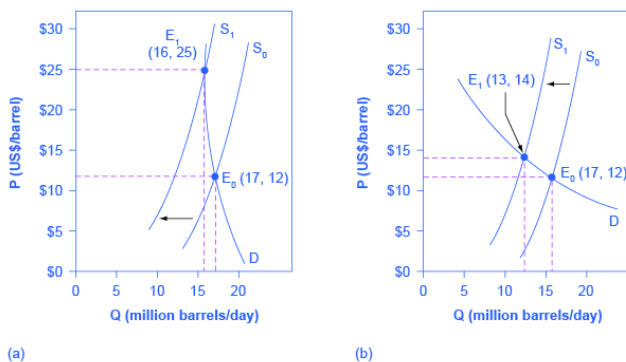 E1
(16, 25)
S1
S0
$30
$25
$20
$15
$10
$5
$0
P (US$/barrel)
E0 (17, 12)
D
0 5 10 15 20
Q (million barrels/day)
(a)
S1
S0
$30
$25
$20
$15
$10
$5
$0
P (US$/barrel)
E1 (13, 14)
E0 (17, 12)
D
0 5 10 15 20
Q (million barrels/day)
(b)